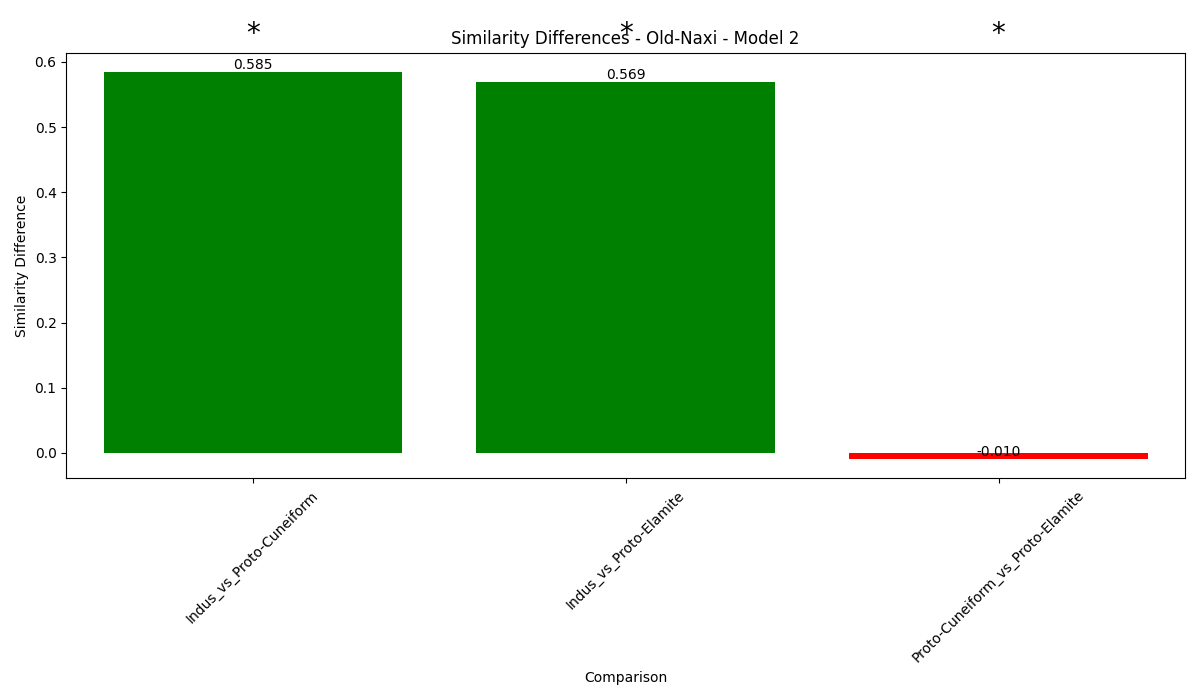 * * *
Similarity Differences - Old-Naxi - Model 2
0.6
0.5
0.4
0.3
0.2
0.1
0.0
Similarity Difference
0.585
0.569
-0.010
Indus_vs_Proto-Cuneiform
Indus_vs_Proto-Elamite
Proto-Cuneiform_vs_Proto-Elamite
Comparison